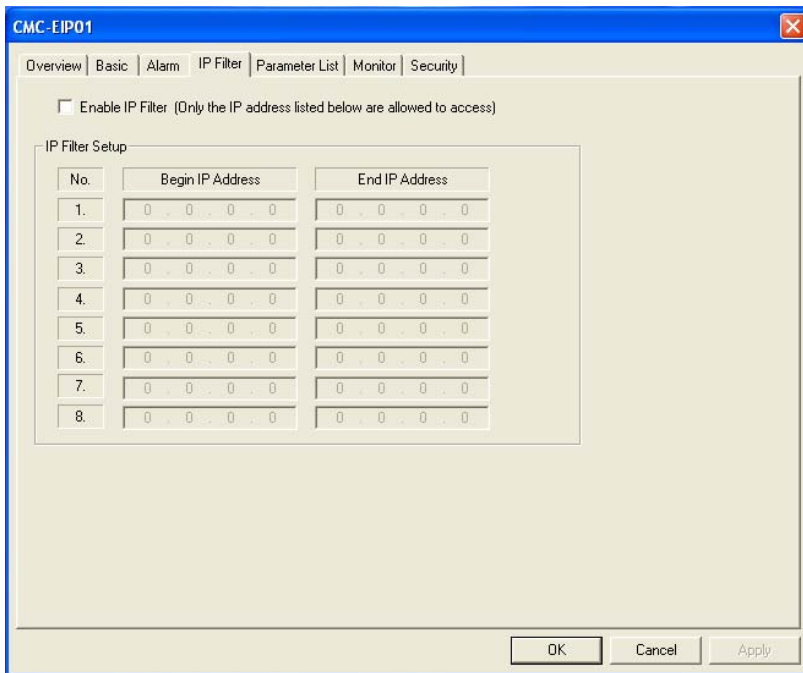 CMC-EIP01
Overview Basic Alarm IP Filter Parameter List Monitor Security
Enable IP Filter (Only the IP address listed below are allowed to access)
IP Filter Setup
No. Begin IP Address End IP Address
1. 0 . 0 . 0 . 0 0 . 0 . 0 . 0
2. 0 . 0 . 0 . 0 0 . 0 . 0 . 0
3. 0 . 0 . 0 . 0 0 . 0 . 0 . 0
4. 0 . 0 . 0 . 0 0 . 0 . 0 . 0
5. 0 . 0 . 0 . 0 0 . 0 . 0 . 0
6. 0 . 0 . 0 . 0 0 . 0 . 0 . 0
7. 0 . 0 . 0 . 0 0 . 0 . 0 . 0
8. 0 . 0 . 0 . 0 0 . 0 . 0 . 0
OK Cancel Apply